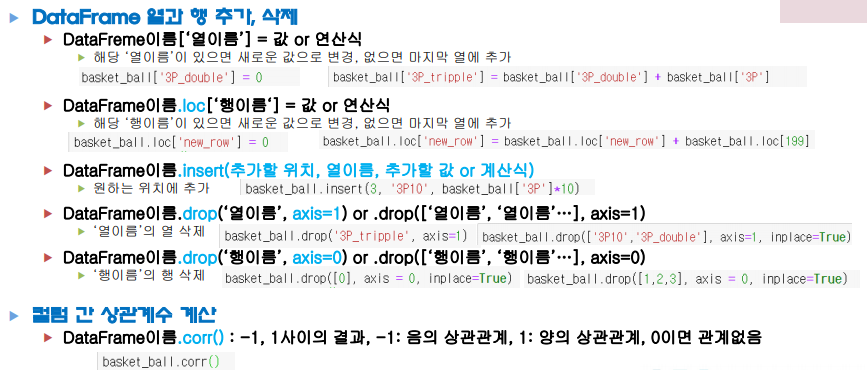 DataFrame 열과 행 추가, 삭제
DataFreme이름['열이름'] = 값 or 연산식
해당 '열이름'이 있으면 새로운 값으로 변경, 없으면 마지막 열에 추가
basket_ball['3P_double'] = 0
basket_ball['3P_tripple'] = basket_ball['3P_double'] + basket_ball['3P']
DataFrame이름.loc['행이름'] = 값 or 연산식
해당 '행이름'이 있으면 새로운 값으로 변경, 없으면 마지막 열에 추가
basket_ball.loc['new_row'] = 0
basket_ball.loc['new_row'] = basket_ball.loc['new_row'] + basket_ball.loc[199]
DataFrame이름.insert(추가할 위치, 열이름, 추가할 값 or 계산식)
원하는 위치에 추가
basket_ball.insert(3, '3P10', basket_ball['3P']*10)
DataFrame이름.drop('열이름', axis=1) or .drop(['열이름', '열이름'…], axis=1)
'열이름'의 열 삭제
basket_ball.drop('3P_tripple', axis=1)
basket_ball.drop(['3P10','3P_double'], axis=1, inplace=True)
DataFrame이름.drop('행이름', axis=0) or .drop(['행이름', '행이름'…], axis=0)
'행이름'의 행 삭제
basket_ball.drop([0], axis = 0, inplace=True)
basket_ball.drop([1,2,3], axis = 0, inplace=True)
컬럼 간 상관계수 계산
DataFrame이름.corr() : -1, 1사이의 결과, -1: 음의 상관관계, 1: 양의 상관관계, 0이면 관계없음
basket_ball.corr()